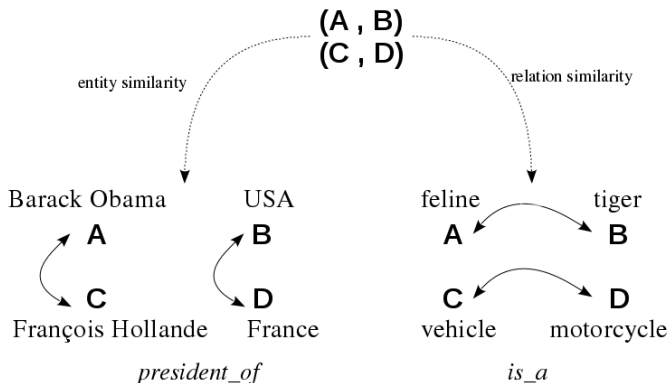 (A , B)
(C , D)
entity similarity
relation similarity
Barack Obama USA feline tiger
A B A B
C D C D
François Hollande France vehicle motorcycle
president_of is_a